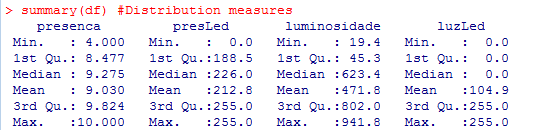 > summary(df) #Distribution measures
    presenca          presLed       luminosidade       luzLed
 Min.   : 4.000   Min.   :  0.0   Min.   : 19.4   Min.   :  0.0
 1st Qu.: 8.477   1st Qu.:188.5   1st Qu.: 45.3   1st Qu.:  0.0
 Median : 9.275   Median :226.0   Median :623.4   Median :  0.0
 Mean   : 9.030   Mean   :212.8   Mean   :471.8   Mean   :104.9
 3rd Qu.: 9.824   3rd Qu.:255.0   3rd Qu.:802.0   3rd Qu.:255.0
 Max.   :10.000   Max.   :255.0   Max.   :941.8   Max.   :255.0